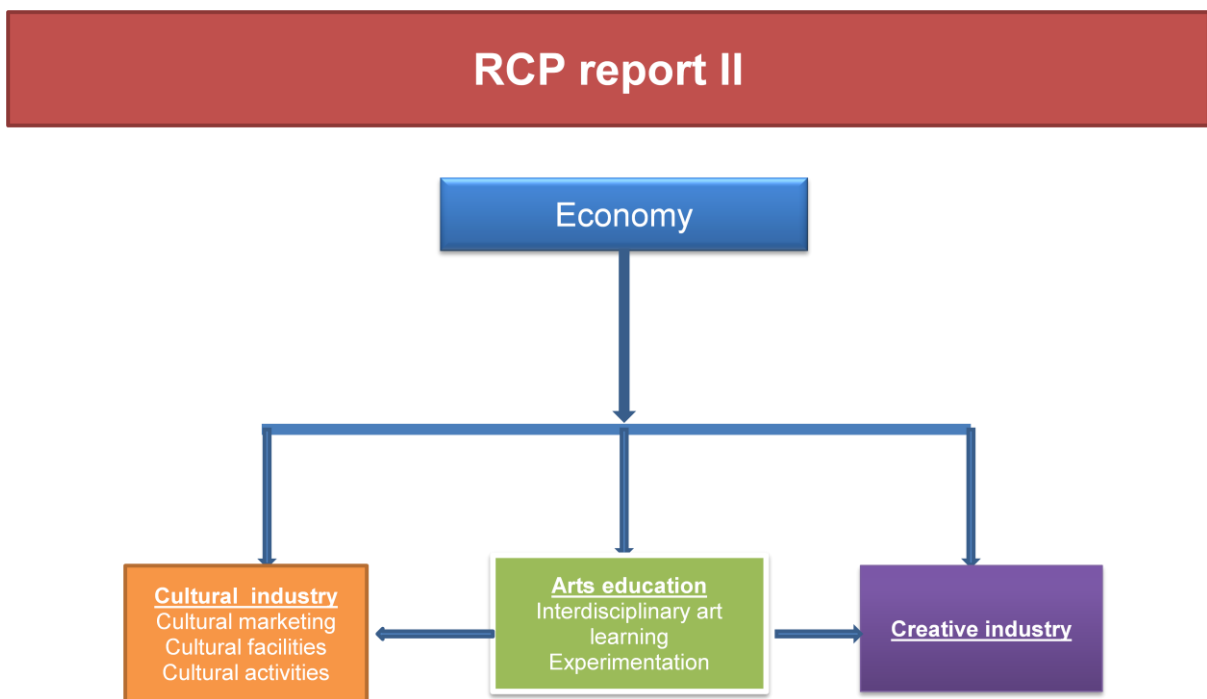 RCP report II
Economy
Cultural industry
Cultural marketing
Cultural facilities
Cultural activities
Arts education
Interdisciplinary art
learning
Experimentation
Creative industry